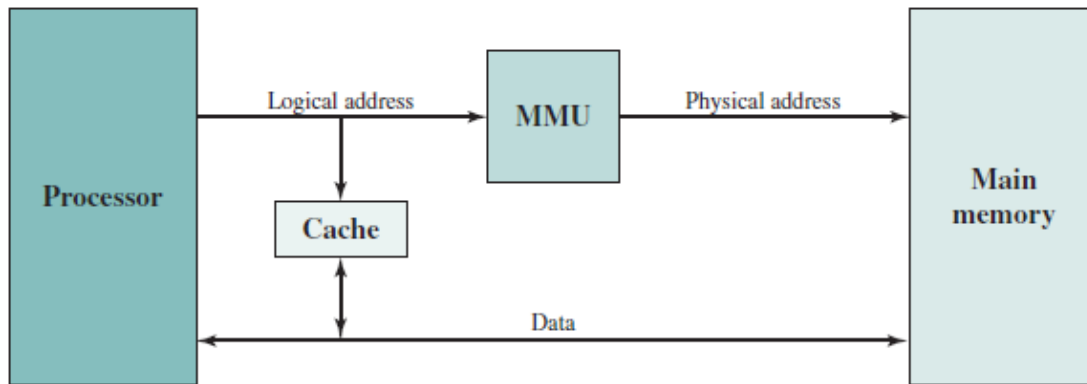 Logical address
MMU
Physical address
Processor
Cache
Main
memory
Data